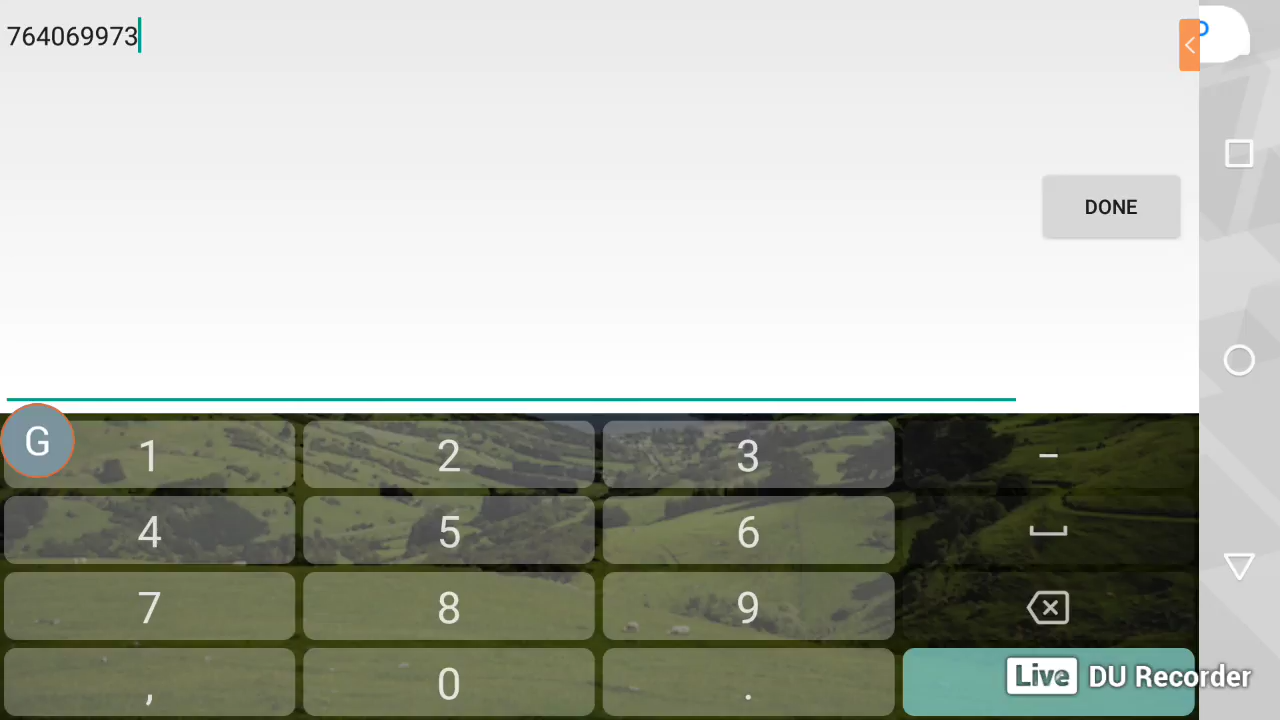 764069973
DONE
G
1 2 3 –
4 5 6
7 8 9
, 0 .
Live DU Recorder